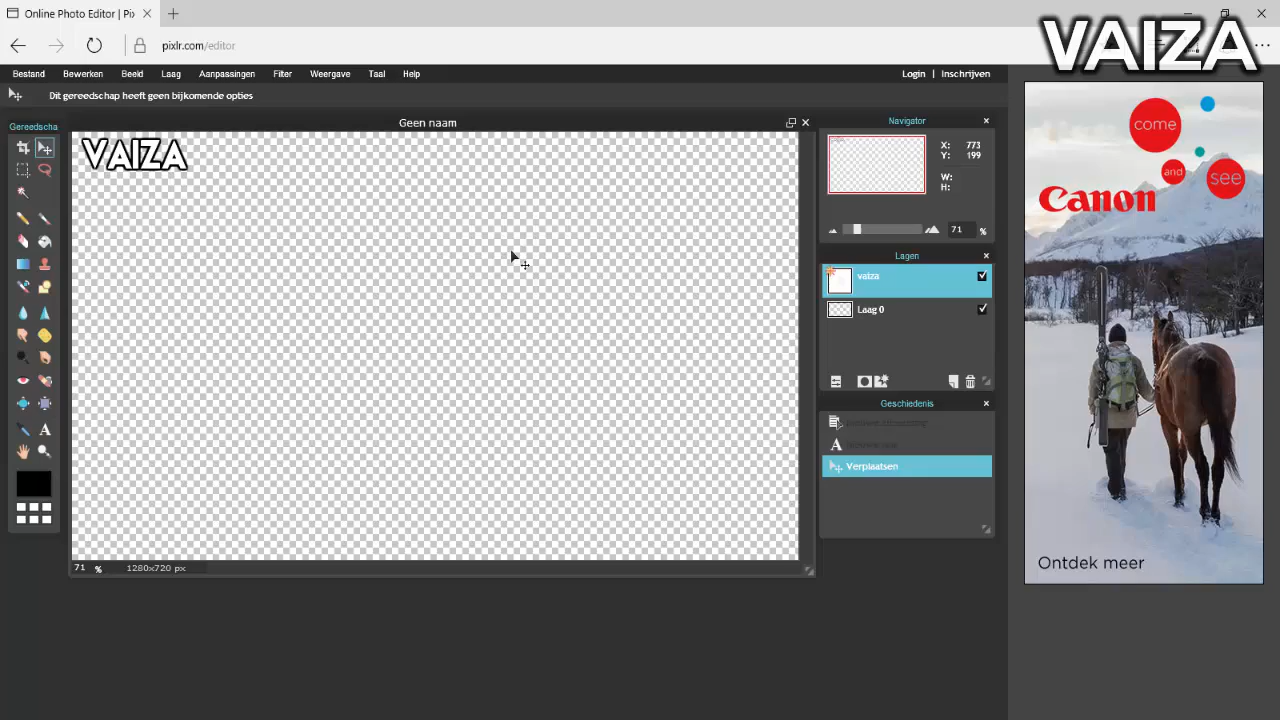 Online Photo Editor | Pix
VAIZA
pixlr.com/editor
Bestand Bewerken Beeld Laag Aanpassingen Filter Weergave Taal Help Login | Inschrijven
Dit gereedschap heeft geen bijkomende opties
Gereedscha
Geen naam
VAIZA
Navigator
X: 773
Y: 199
W:
H:
71 %
Lagen
vaiza
Laag 0
Geschiedenis
Verplaatsen
A
71 % 1280x720 px
come
and
see
Canon
Ontdek meer